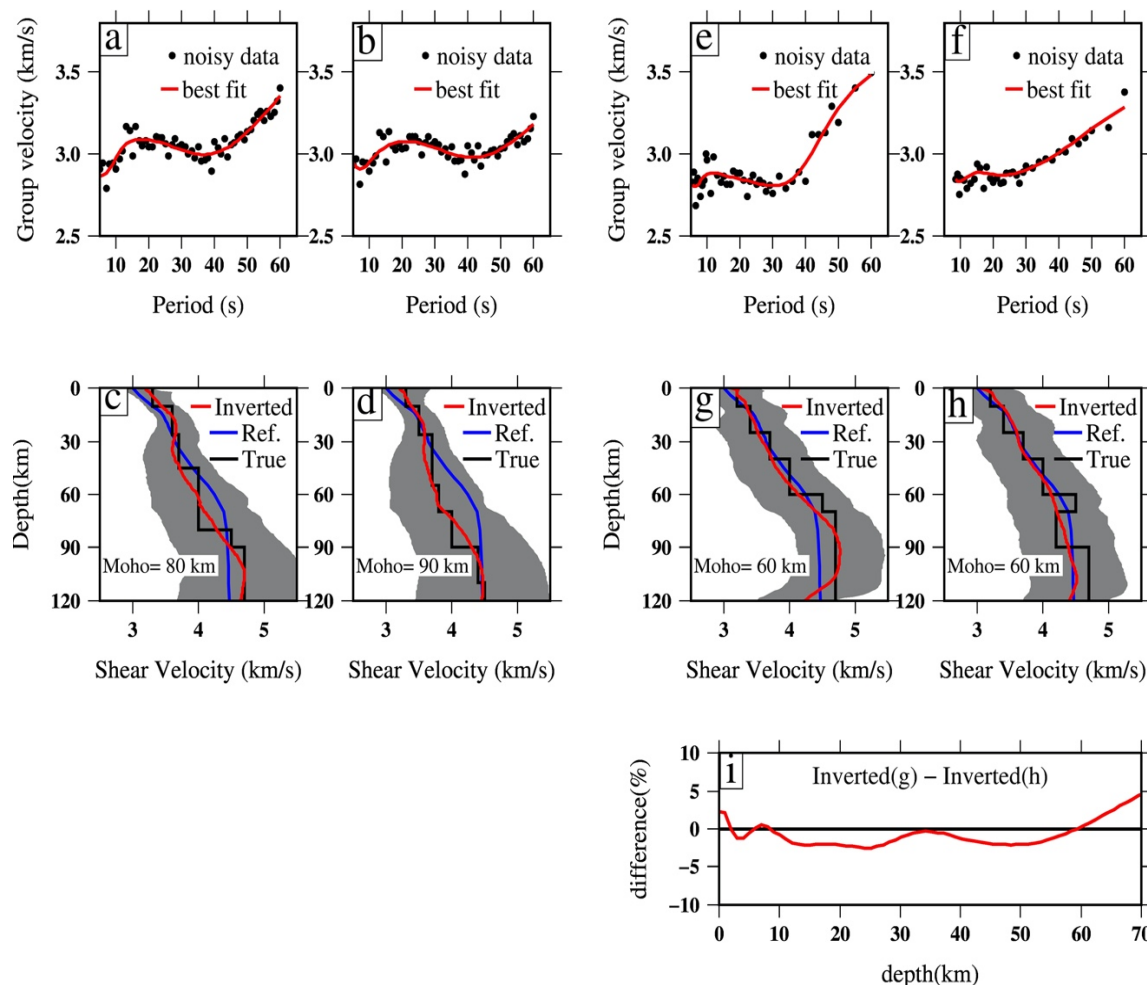 a
noisy data
best fit
b
noisy data
best fit
e
noisy data
best fit
f
noisy data
best fit
Group velocity (km/s)
3.5
3.0
2.5
3.5
3.0
2.5
Group velocity (km/s)
3.5
3.0
2.5
3.5
3.0
2.5
10 20 30 40 50 60
10 20 30 40 50 60
10 20 30 40 50 60
10 20 30 40 50 60
Period (s)
Period (s)
Period (s)
Period (s)
c
Inverted
Ref.
True
Moho= 80 km
d
Inverted
Ref.
True
Moho= 90 km
g
Inverted
Ref.
True
Moho= 60 km
h
Inverted
Ref.
True
Moho= 60 km
Depth(km)
0
30
60
90
120
0
30
60
90
120
Depth(km)
0
30
60
90
120
0
30
60
90
120
3 4 5
3 4 5
3 4 5
3 4 5
Shear Velocity (km/s)
Shear Velocity (km/s)
Shear Velocity (km/s)
Shear Velocity (km/s)
i
Inverted(g) − Inverted(h)
difference(%)
10
5
0
−5
−10
0 10 20 30 40 50 60 70
depth(km)